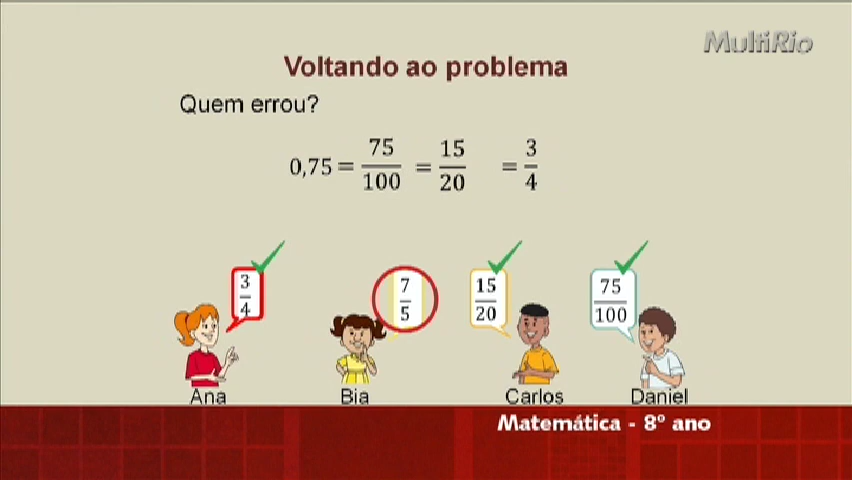 MultiRio
Voltando ao problema
Quem errou?
0,75 = 75/100 = 15/20 = 3/4
3/4
7/5
15/20
75/100
Ana
Bia
Carlos
Daniel
Matemática - 8º ano